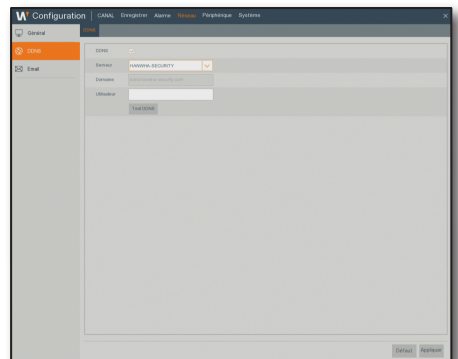 W Configuration CANAL Enregistrer Alarme Réseau Périphérique Système
Général
DDNS
DDNS
Email
DDNS
Serveur HANWHA-SECURITY
Domaine
Utilisateur
Test DDNS
Défaut Appliquer